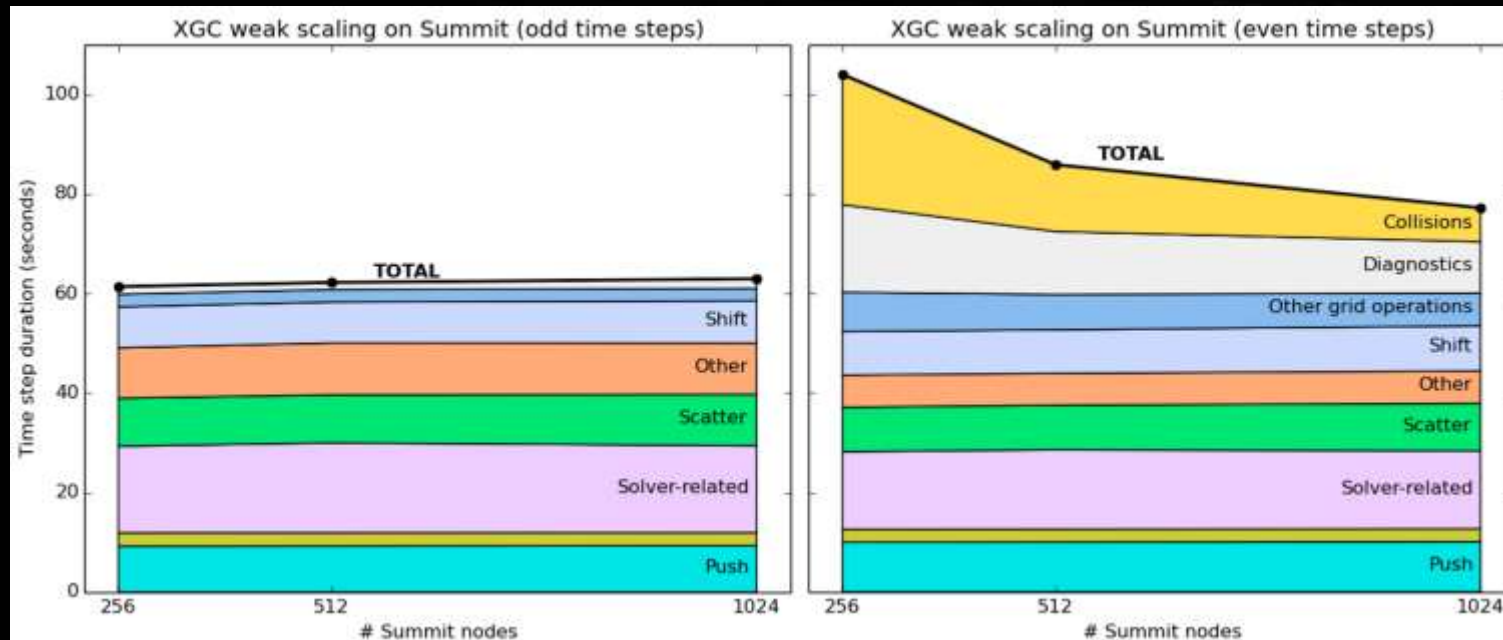 XGC weak scaling on Summit (odd time steps)
XGC weak scaling on Summit (even time steps)
Time step duration (seconds)
100
80
60
40
20
0
TOTAL
Shift
Other
Scatter
Solver-related
Push
256
512
1024
# Summit nodes
TOTAL
Collisions
Diagnostics
Other grid operations
Shift
Other
Scatter
Solver-related
Push
256
512
1024
# Summit nodes